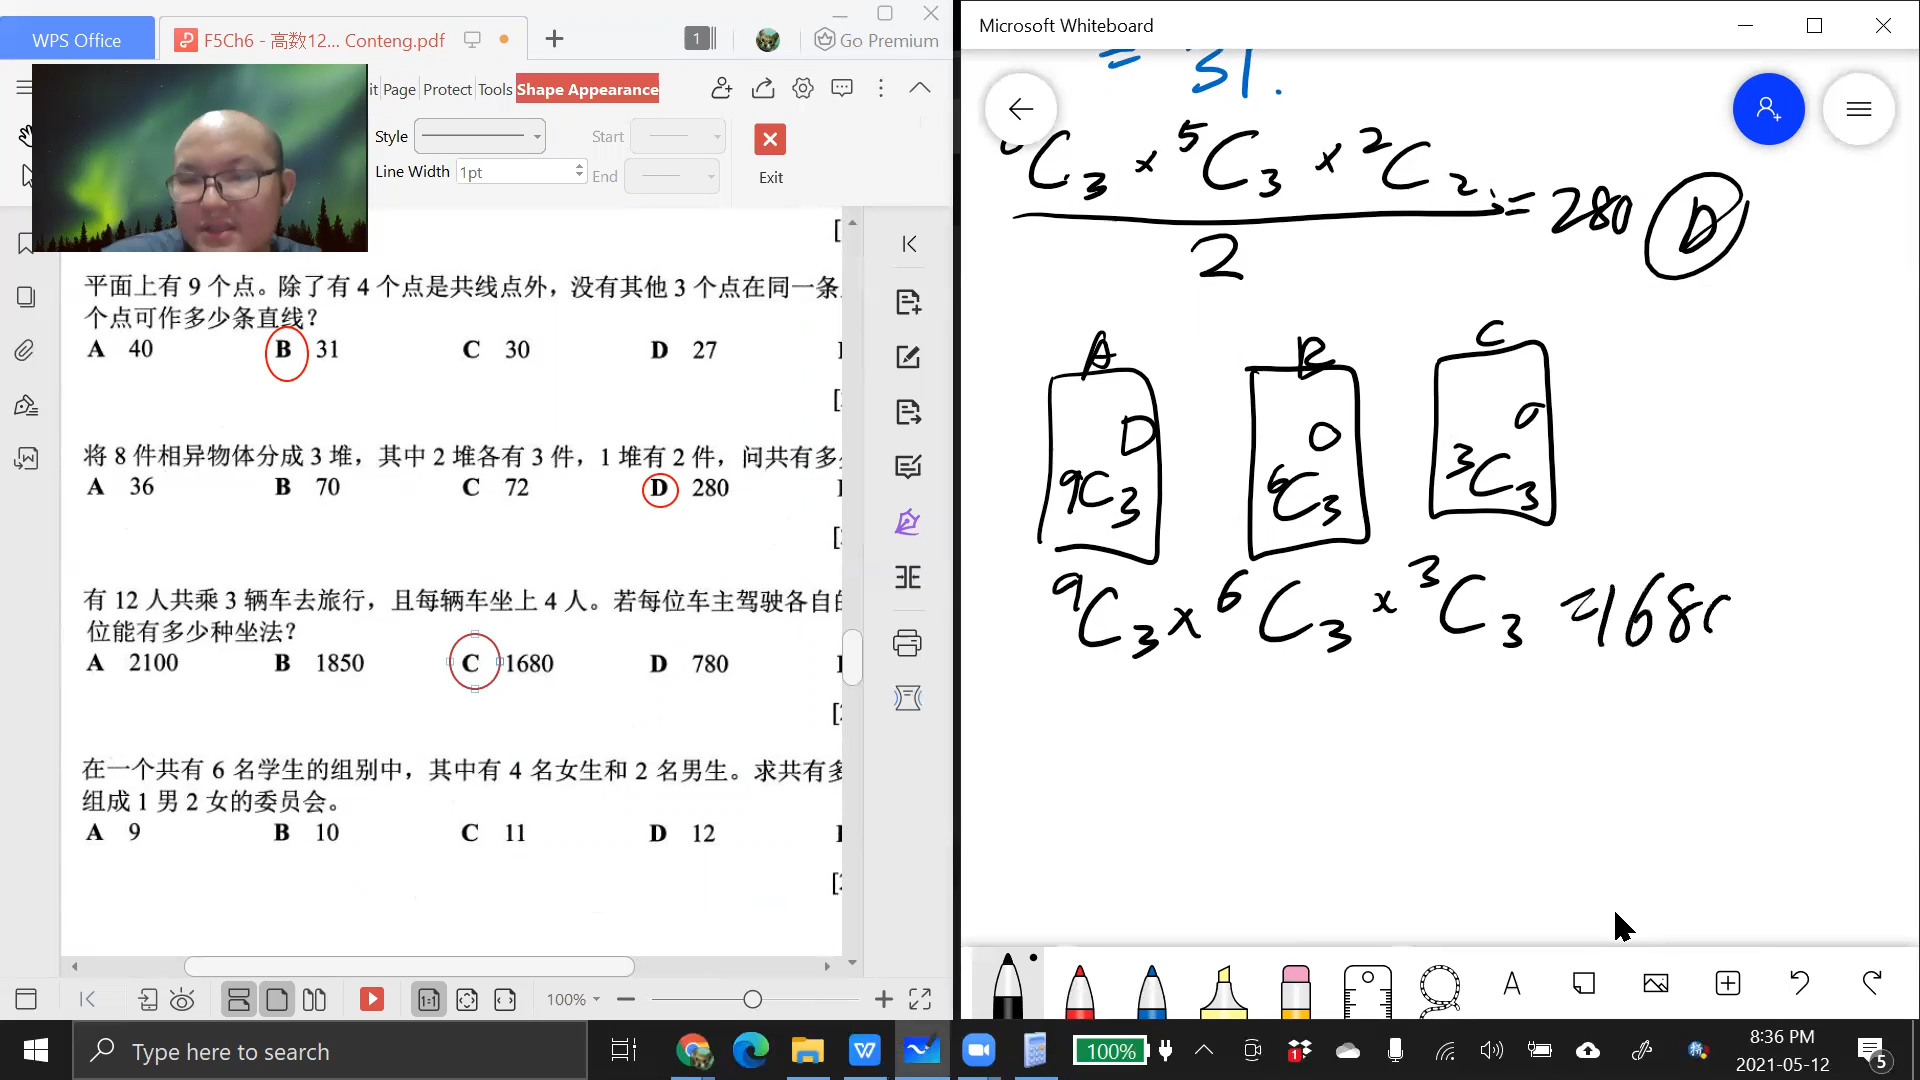 WPS Office
F5Ch6 - 高数12... Conteng.pdf
1
Go Premium
it Page Protect Tools Shape Appearance
Style
Start
Line Width 1pt
End
Exit
平面上有 9 个点。除了有 4 个点是共线点外，没有其他 3 个点在同一条
个点可作多少条直线？
A 40 B 31 C 30 D 27
将 8 件相异物体分成 3 堆，其中 2 堆各有 3 件，1 堆有 2 件，问共有多
A 36 B 70 C 72 D 280
有 12 人共乘 3 辆车去旅行，且每辆车坐上 4 人。若每位车主驾驶各自的
位能有多少种坐法？
A 2100 B 1850 C 1680 D 780
在一个共有 6 名学生的组别中，其中有 4 名女生和 2 名男生。求共有多
组成 1 男 2 女的委员会。
A 9 B 10 C 11 D 12
100%
Microsoft Whiteboard
= 31.
C₃ × ⁵C₃ × ²C₂
2
= 280 D
A B C
D O O
⁹C₃ ⁶C₃ ³C₃
⁹C₃ × ⁶C₃ × ³C₃ = 168
Type here to search
100%
8:36 PM
2021-05-12
5